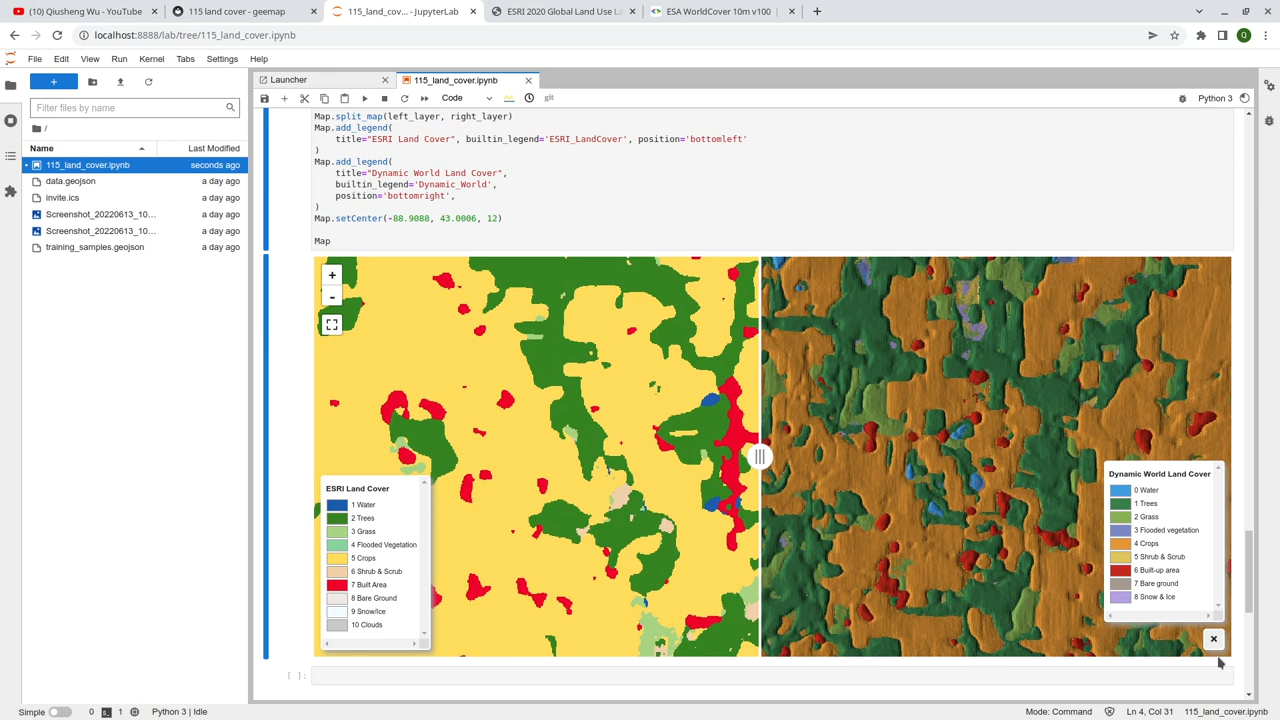 (10) Qiusheng Wu - YouTube
115 land cover - geemap
115_land_cov... - JupyterLab
ESRI 2020 Global Land Use La
ESA WorldCover 10m v100
localhost:8888/lab/tree/115_land_cover.ipynb
Q
File Edit View Run Kernel Tabs Settings Help
Launcher
115_land_cover.ipynb
Filter files by name
Code
git
Python 3
/
Name Last Modified
115_land_cover.ipynb seconds ago
data.geojson a day ago
invite.ics a day ago
Screenshot_20220613_10... a day ago
Screenshot_20220613_10... a day ago
training_samples.geojson a day ago
Map.split_map(left_layer, right_layer)
Map.add_legend(
title="ESRI Land Cover", builtin_legend='ESRI_LandCover', position='bottomleft'
)
Map.add_legend(
title="Dynamic World Land Cover",
builtin_legend='Dynamic_World',
position='bottomright',
)
Map.setCenter(-88.9088, 43.0006, 12)
Map
+
-
ESRI Land Cover
1 Water
2 Trees
3 Grass
4 Flooded Vegetation
5 Crops
6 Shrub & Scrub
7 Built Area
8 Bare Ground
9 Snow/Ice
10 Clouds
Dynamic World Land Cover
0 Water
1 Trees
2 Grass
3 Flooded vegetation
4 Crops
5 Shrub & Scrub
6 Built-up area
7 Bare ground
8 Snow & Ice
[ ]:
Simple 0 1 Python 3 | Idle
Mode: Command Ln 4, Col 31 115_land_cover.ipynb